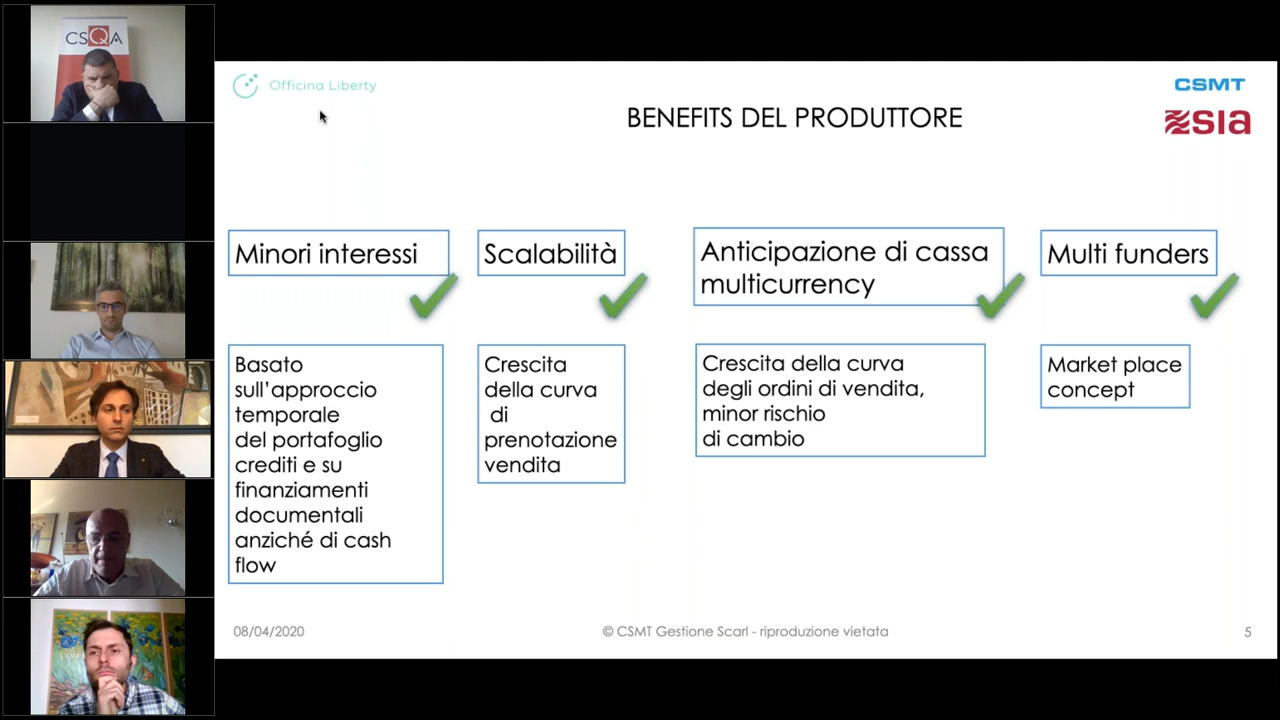 CSQA
Officina Liberty
CSMT
sia
BENEFITS DEL PRODUTTORE
Minori interessi
Scalabilità
Anticipazione di cassa
multicurrency
Multi funders
Basato
sull'approccio
temporale
del portafoglio
crediti e su
finanziamenti
documentali
anziché di cash
flow
Crescita
della curva
di
prenotazione
vendita
Crescita della curva
degli ordini di vendita,
minor rischio
di cambio
Market place
concept
08/04/2020
© CSMT Gestione Scarl - riproduzione vietata
5